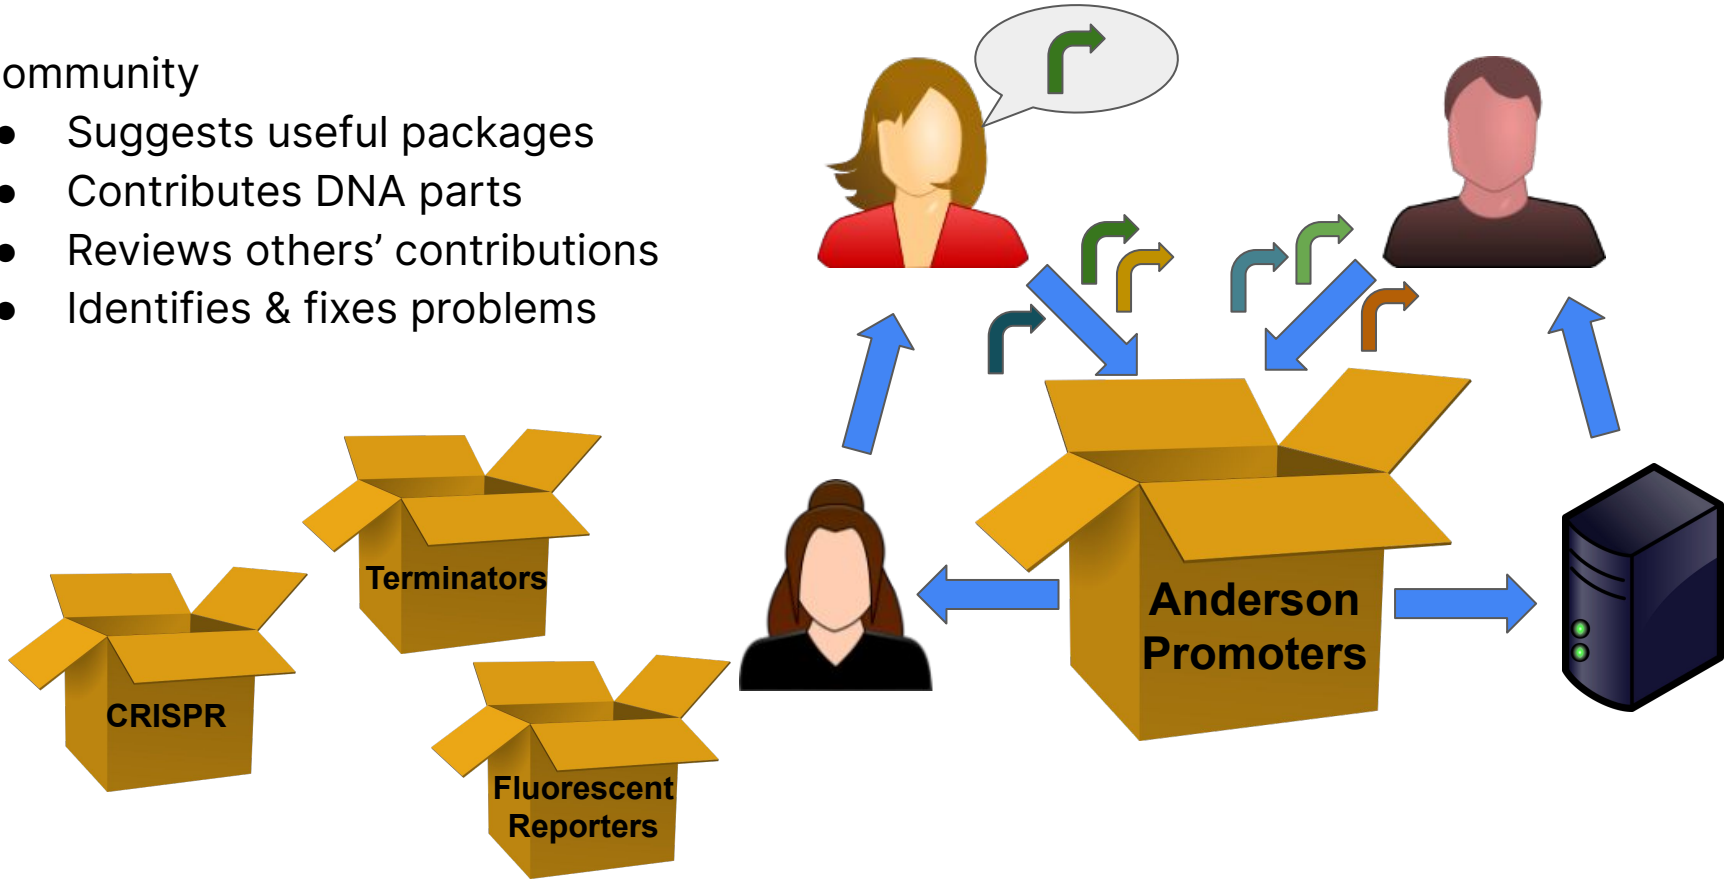 ommunity
● Suggests useful packages
● Contributes DNA parts
● Reviews others’ contributions
● Identifies & fixes problems
Terminators
CRISPR
Fluorescent
Reporters
Anderson
Promoters